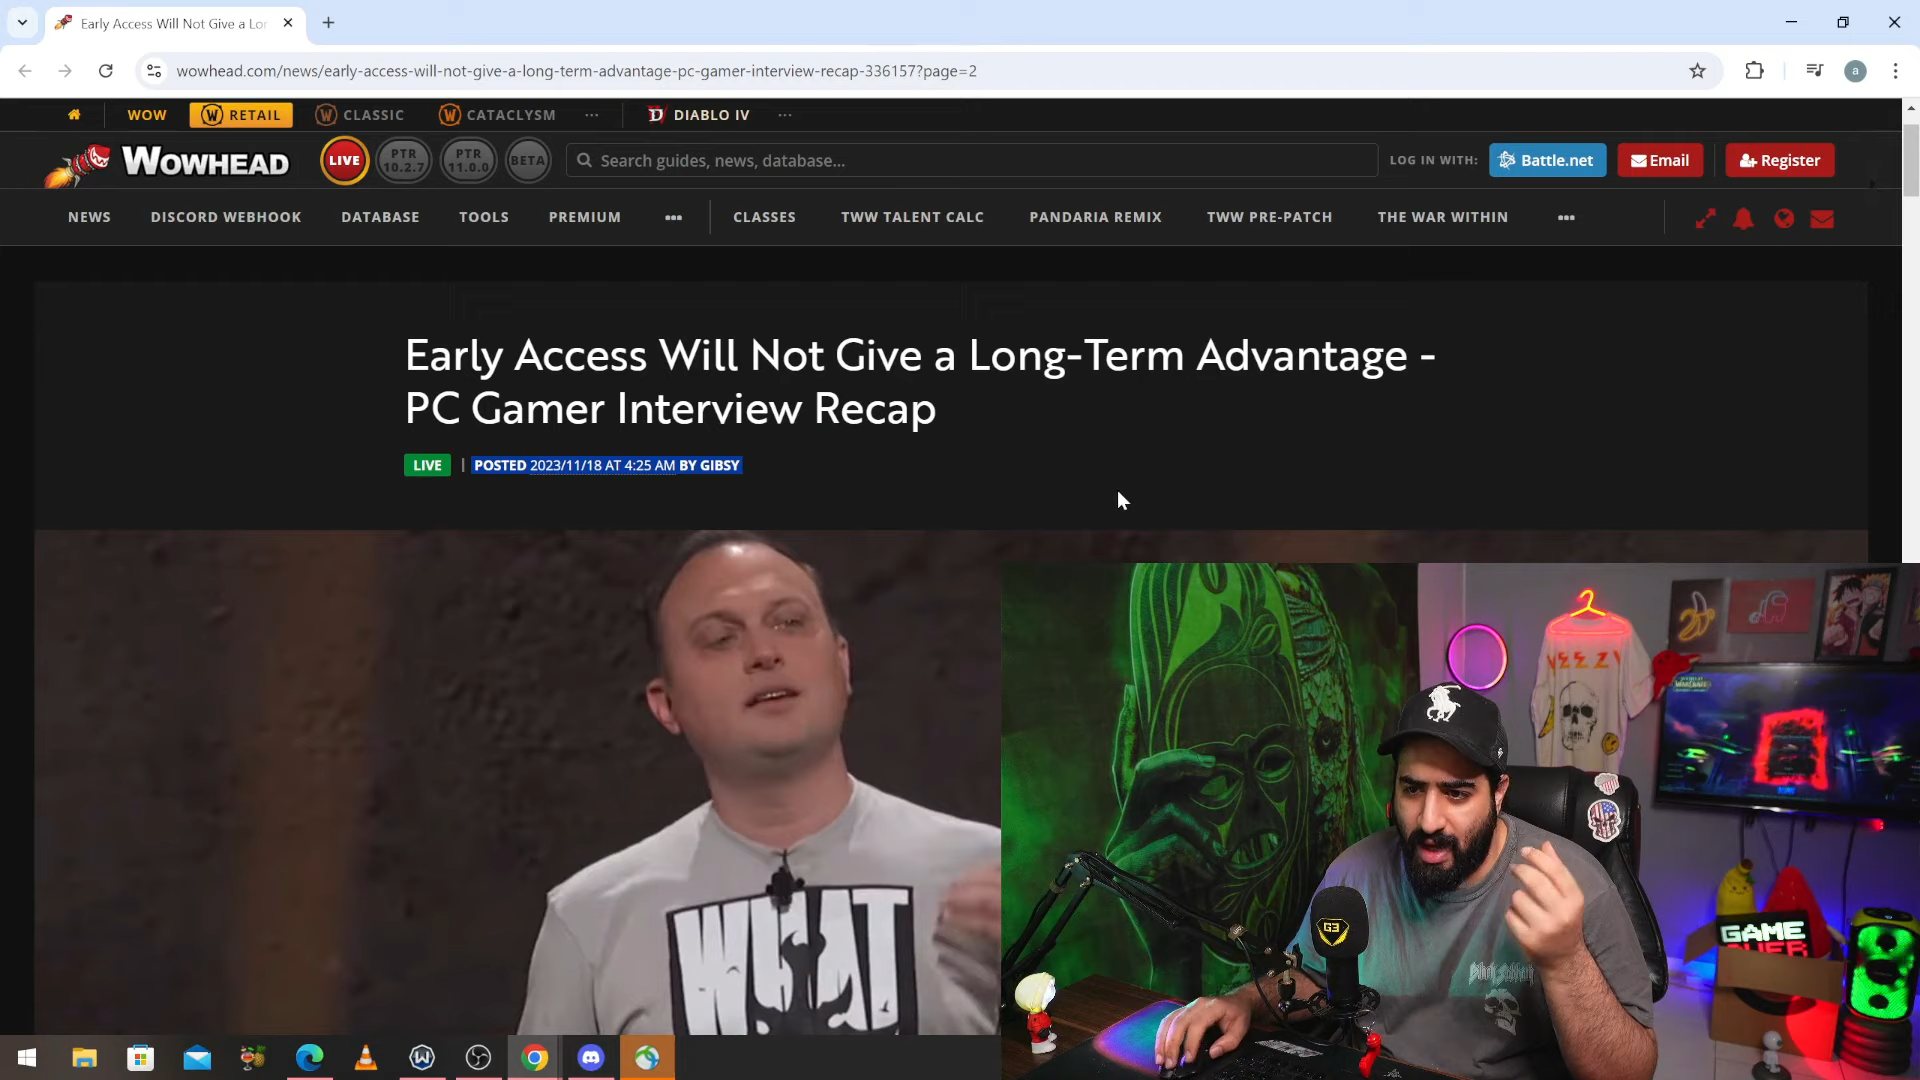 Early Access Will Not Give a Lor
a
wowhead.com/news/early-access-will-not-give-a-long-term-advantage-pc-gamer-interview-recap-336157?page=2
WOW RETAIL CLASSIC CATACLYSM ... DIABLO IV ...
WOWHEAD LIVE PTR 10.2.7 PTR 11.0.0 BETA Search guides, news, database... LOG IN WITH: Battle.net Email Register
NEWS DISCORD WEBHOOK DATABASE TOOLS PREMIUM ... CLASSES TWW TALENT CALC PANDARIA REMIX TWW PRE-PATCH THE WAR WITHIN ...
Early Access Will Not Give a Long-Term Advantage -
PC Gamer Interview Recap
LIVE | POSTED 2023/11/18 AT 4:25 AM BY GIBSY
WHAT
GAME
OVER